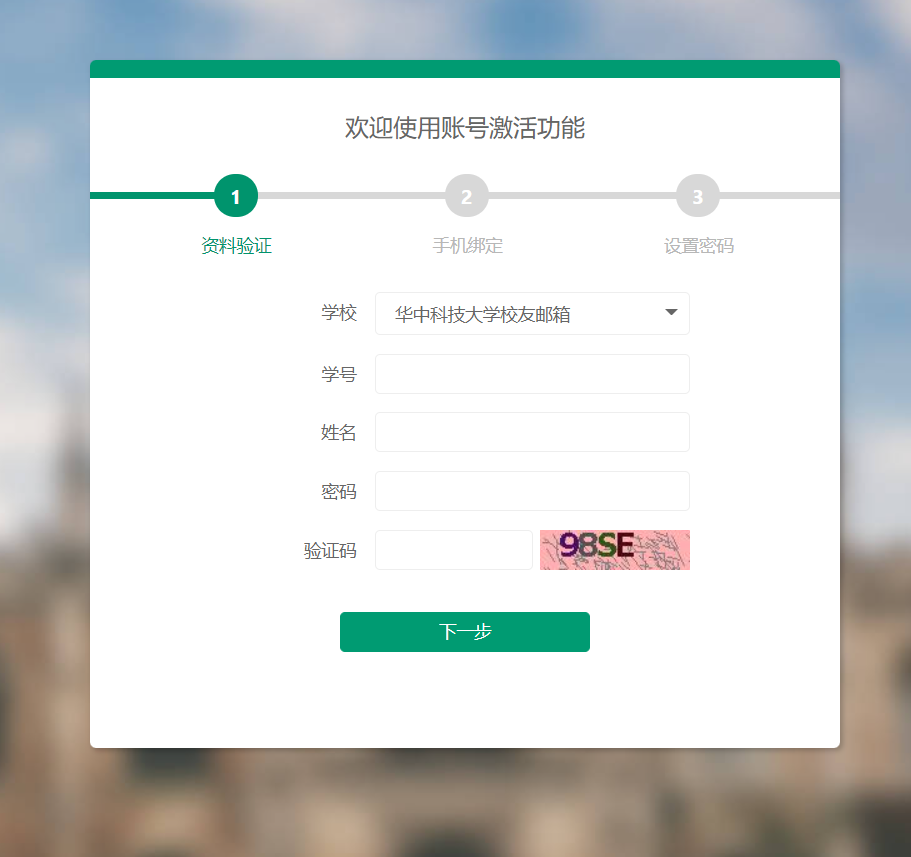 欢迎使用账号激活功能
1 2 3
资料验证 手机绑定 设置密码
学校 华中科技大学校友邮箱
学号
姓名
密码
验证码 98SE
下一步